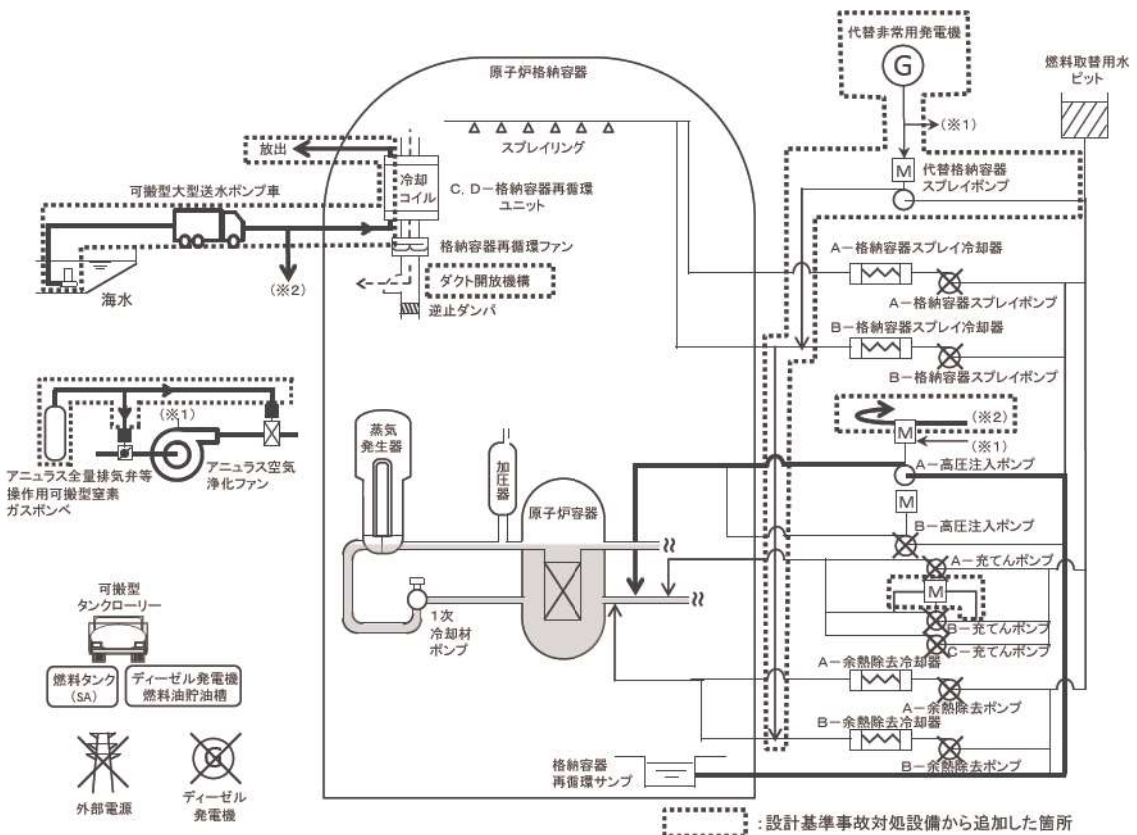 代替非常用発電機
G
(※1)
燃料取替用水
ピット
M
代替格納容器
スプレイポンプ
原子炉格納容器
スプレイリング
放出
冷却
コイル
C,D－格納容器再循環
ユニット
可搬型大型送水ポンプ車
格納容器再循環ファン
ダクト開放機構
逆止ダンパ
(※2)
海水
A－格納容器スプレイ冷却器
A－格納容器スプレイポンプ
B－格納容器スプレイ冷却器
B－格納容器スプレイポンプ
(※1)
アニュラス全量排気弁等
操作用可搬型窒素
ガスボンベ
アニュラス空気
浄化ファン
蒸気
発生器
加圧器
原子炉容器
1次
冷却材
ポンプ
(※2)
M
(※1)
A－高圧注入ポンプ
M
B－高圧注入ポンプ
A－充てんポンプ
M
B－充てんポンプ
C－充てんポンプ
A－余熱除去冷却器
A－余熱除去ポンプ
B－余熱除去冷却器
B－余熱除去ポンプ
格納容器
再循環サンプ
可搬型
タンクローリー
燃料タンク
(SA)
ディーゼル発電機
燃料油貯油槽
外部電源
ディーゼル
発電機
：設計基準事故対処設備から追加した箇所